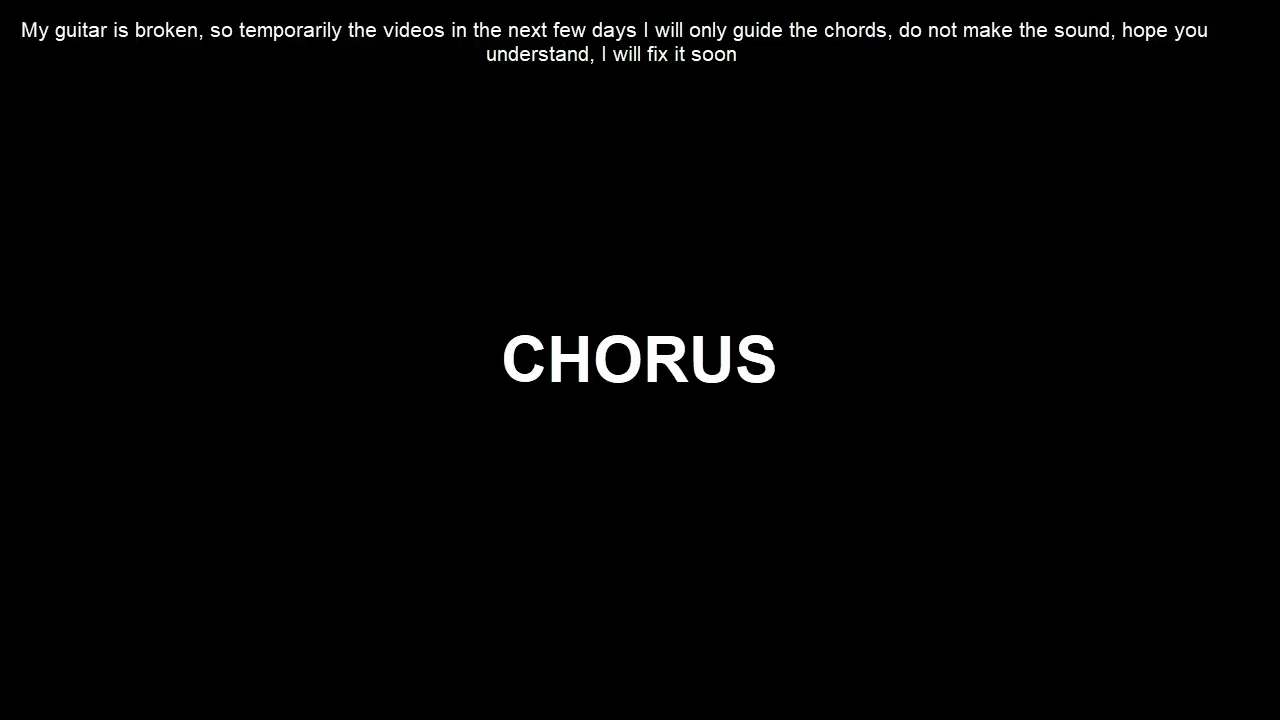 My guitar is broken, so temporarily the videos in the next few days I will only guide the chords, do not make the sound, hope you
understand, I will fix it soon
CHORUS